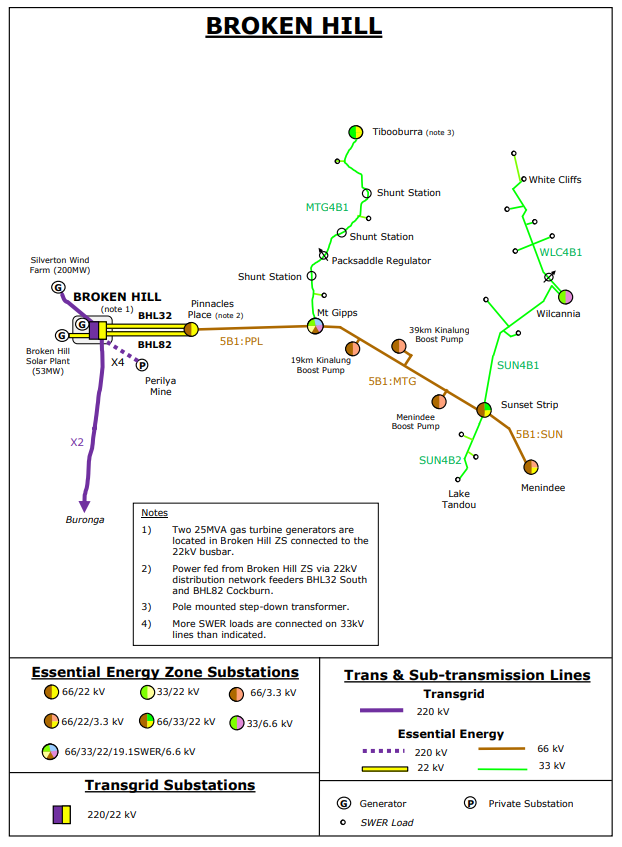 BROKEN HILL
Tibooburra (note 3)
White Cliffs
Shunt Station
MTG4B1
Shunt Station
WLC4B1
Packsaddle Regulator
Silverton Wind
Farm (200MW)
Shunt Station
G
BROKEN HILL
(note 1)
Pinnacles
Place (note 2)
Mt Gipps
Wilcannia
BHL32
G
G
BHL82
5B1:PPL
39km Kinalung
Boost Pump
Broken Hill
Solar Plant
(53MW)
X4
P
19km Kinalung
Boost Pump
SUN4B1
Perilya
Mine
5B1:MTG
Sunset Strip
Menindee
Boost Pump
5B1:SUN
X2
SUN4B2
Menindee
Lake
Tandou
Buronga
Notes
1) Two 25MVA gas turbine generators are
located in Broken Hill ZS connected to the
22kV busbar.
2) Power fed from Broken Hill ZS via 22kV
distribution network feeders BHL32 South
and BHL82 Cockburn.
3) Pole mounted step-down transformer.
4) More SWER loads are connected on 33kV
lines than indicated.
Essential Energy Zone Substations
66/22 kV
33/22 kV
66/3.3 kV
66/22/3.3 kV
66/33/22 kV
33/6.6 kV
66/33/22/19.1SWER/6.6 kV
Transgrid Substations
220/22 kV
Trans & Sub-transmission Lines
Transgrid
220 kV
Essential Energy
220 kV
66 kV
22 kV
33 kV
G Generator
P Private Substation
SWER Load